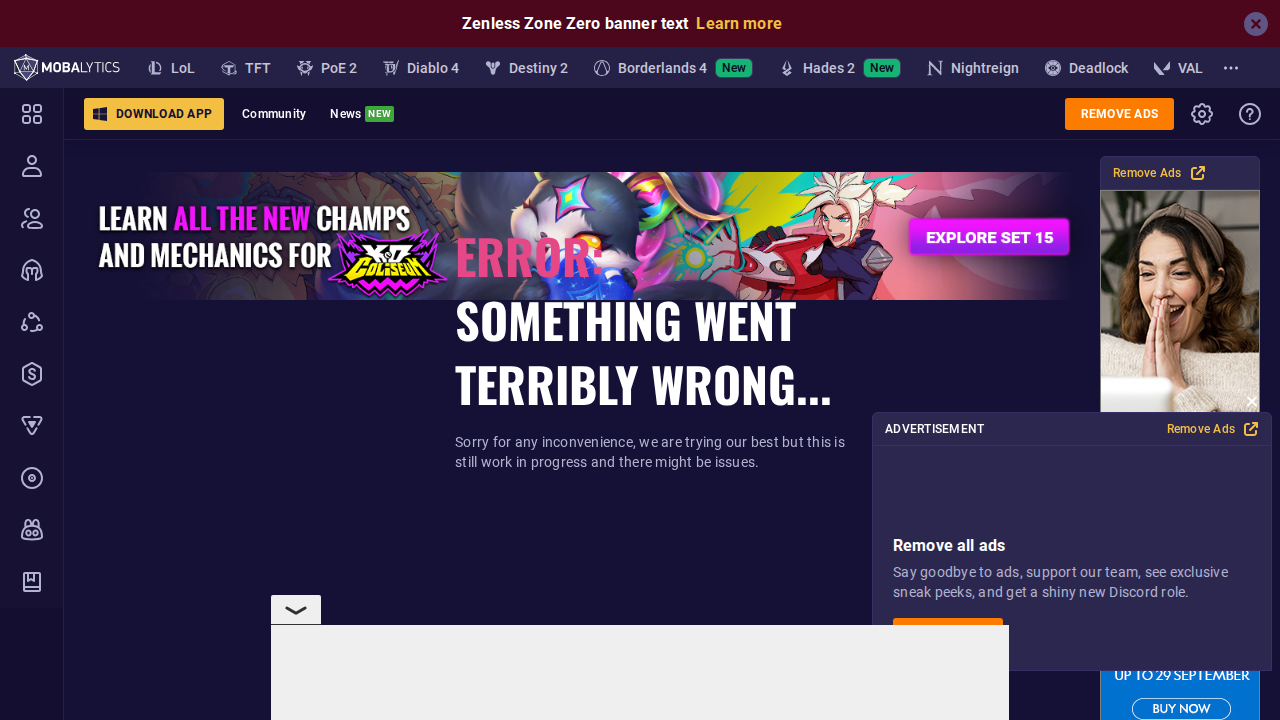 Zenless Zone Zero banner text Learn more
MOBALYTICS
LoL
TFT
PoE 2
Diablo 4
Destiny 2
Borderlands 4 New
Hades 2 New
Nightreign
Deadlock
VAL
DOWNLOAD APP
Community
News NEW
REMOVE ADS
Remove Ads
LEARN ALL THE NEW CHAMPS
AND MECHANICS FOR
COLISEUM
EXPLORE SET 15
ERROR:
SOMETHING WENT
TERRIBLY WRONG...
Sorry for any inconvenience, we are trying our best but this is
still work in progress and there might be issues.
ADVERTISEMENT
Remove Ads
Remove all ads
Say goodbye to ads, support our team, see exclusive
sneak peeks, and get a shiny new Discord role.
UP TO 29 SEPTEMBER
BUY NOW